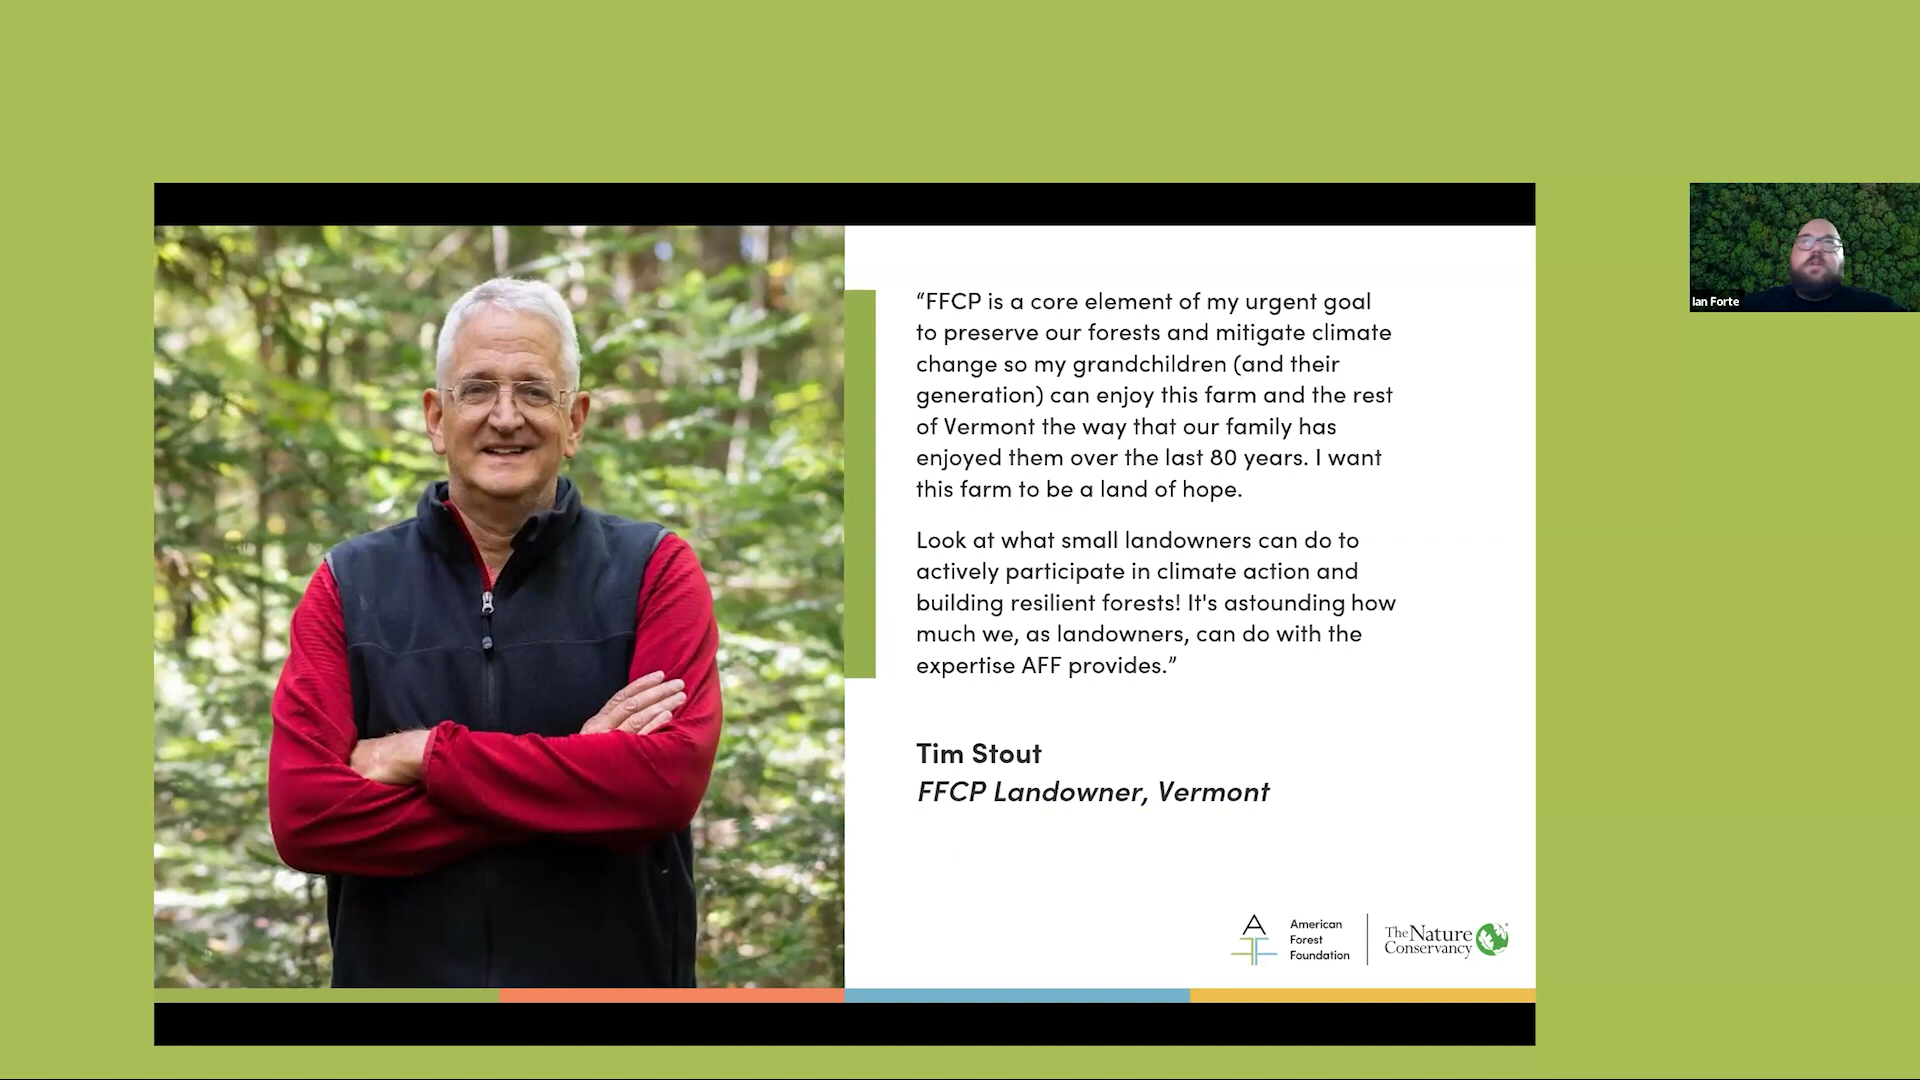 “FFCP is a core element of my urgent goal
to preserve our forests and mitigate climate
change so my grandchildren (and their
generation) can enjoy this farm and the rest
of Vermont the way that our family has
enjoyed them over the last 80 years. I want
this farm to be a land of hope.
Look at what small landowners can do to
actively participate in climate action and
building resilient forests! It's astounding how
much we, as landowners, can do with the
expertise AFF provides.”
Tim Stout
FFCP Landowner, Vermont
American
Forest
Foundation
The Nature
Conservancy
Ian Forte